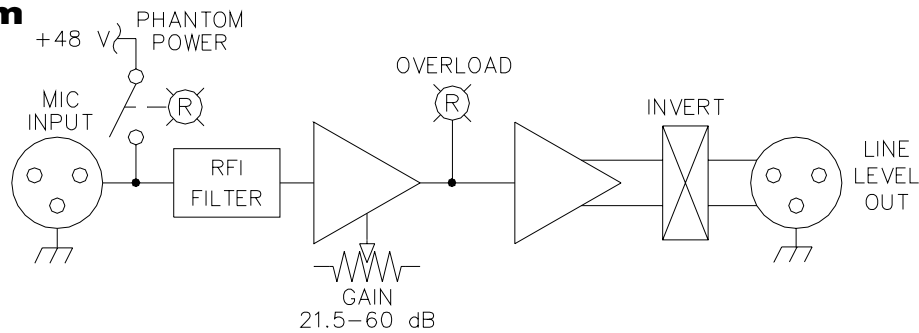 m
PHANTOM
POWER
+48 V
R
MIC
INPUT
RFI
FILTER
OVERLOAD
R
GAIN
21.5–60 dB
INVERT
LINE
LEVEL
OUT